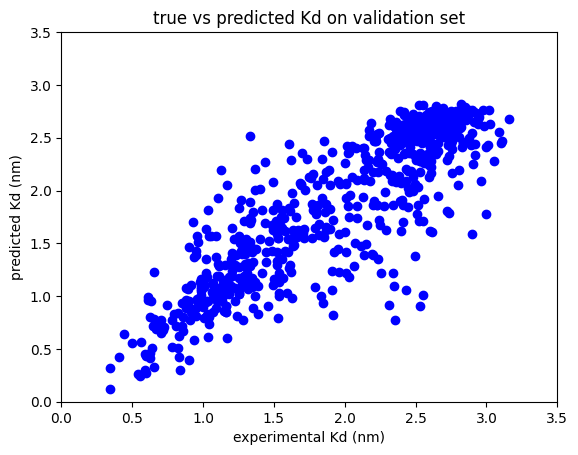 true vs predicted Kd on validation set
3.5
3.0
2.5
2.0
1.5
1.0
0.5
0.0
predicted Kd (nm)
0.0 0.5 1.0 1.5 2.0 2.5 3.0 3.5
experimental Kd (nm)